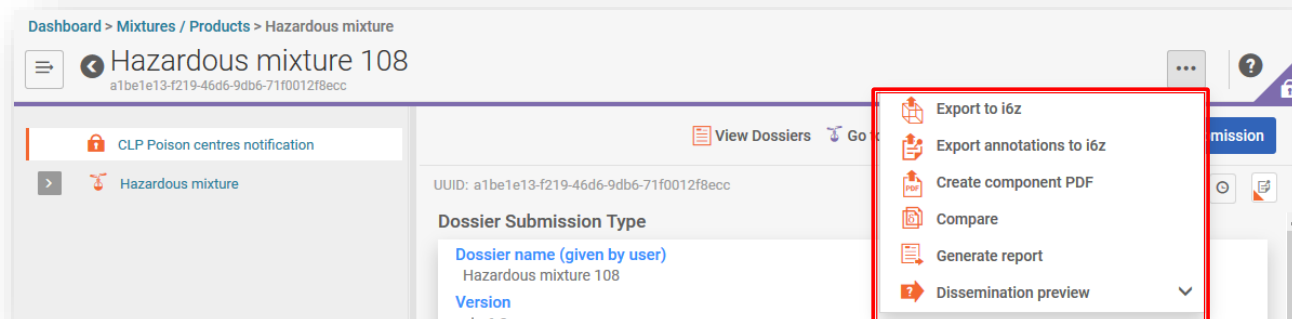 Dashboard > Mixtures / Products > Hazardous mixture
Hazardous mixture 108
a1be1e13-f219-46d6-9db6-71f0012f8ecc
CLP Poison centres notification
Hazardous mixture
View Dossiers Go
mission
UUID: a1be1e13-f219-46d6-9db6-71f0012f8ecc
Dossier Submission Type
Dossier name (given by user)
Hazardous mixture 108
Version
Export to i6z
Export annotations to i6z
PDF Create component PDF
Compare
Generate report
Dissemination preview